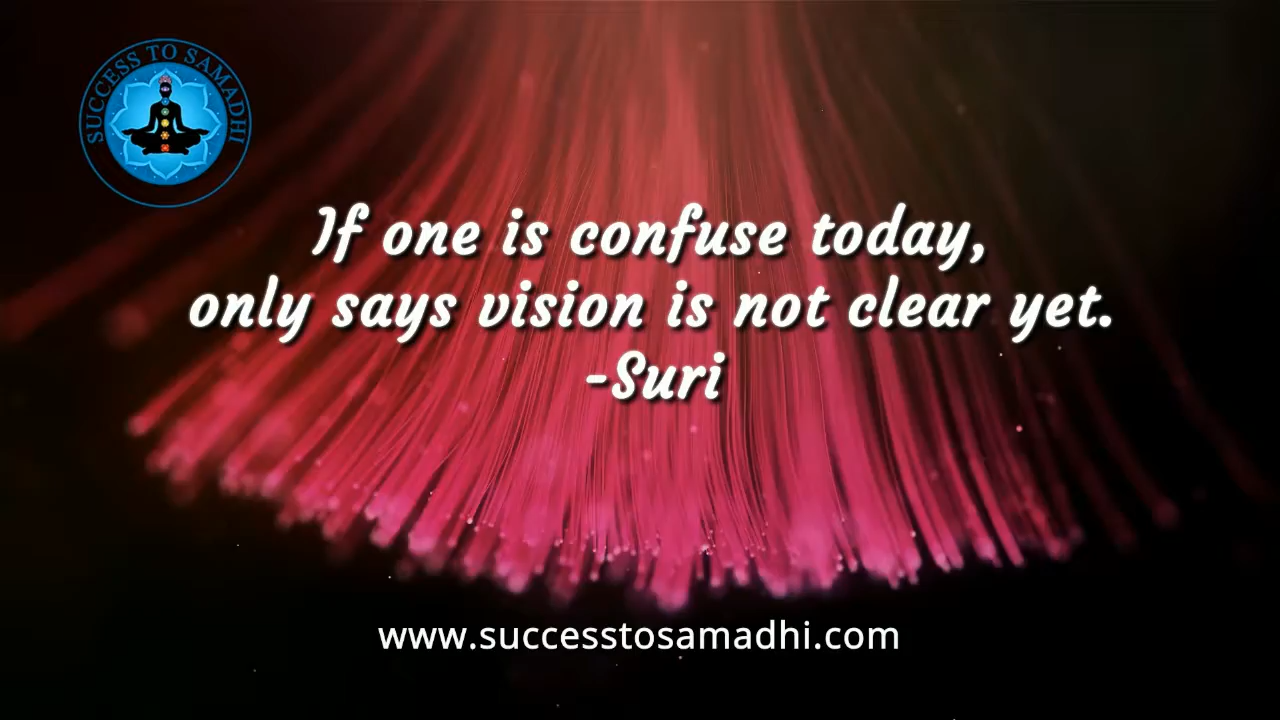 SUCCESS TO SAMADHI
If one is confuse today,
only says vision is not clear yet.
-Suri
www.successtosamadhi.com